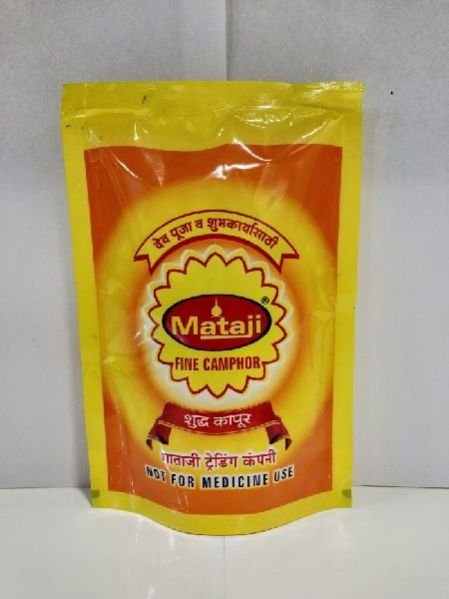 देव पूजा व शुभकार्यासाठी
Mataji®
FINE CAMPHOR
शुद्ध कापूर
माताजी ट्रेडिंग कंपनी
NOT FOR MEDICINE USE